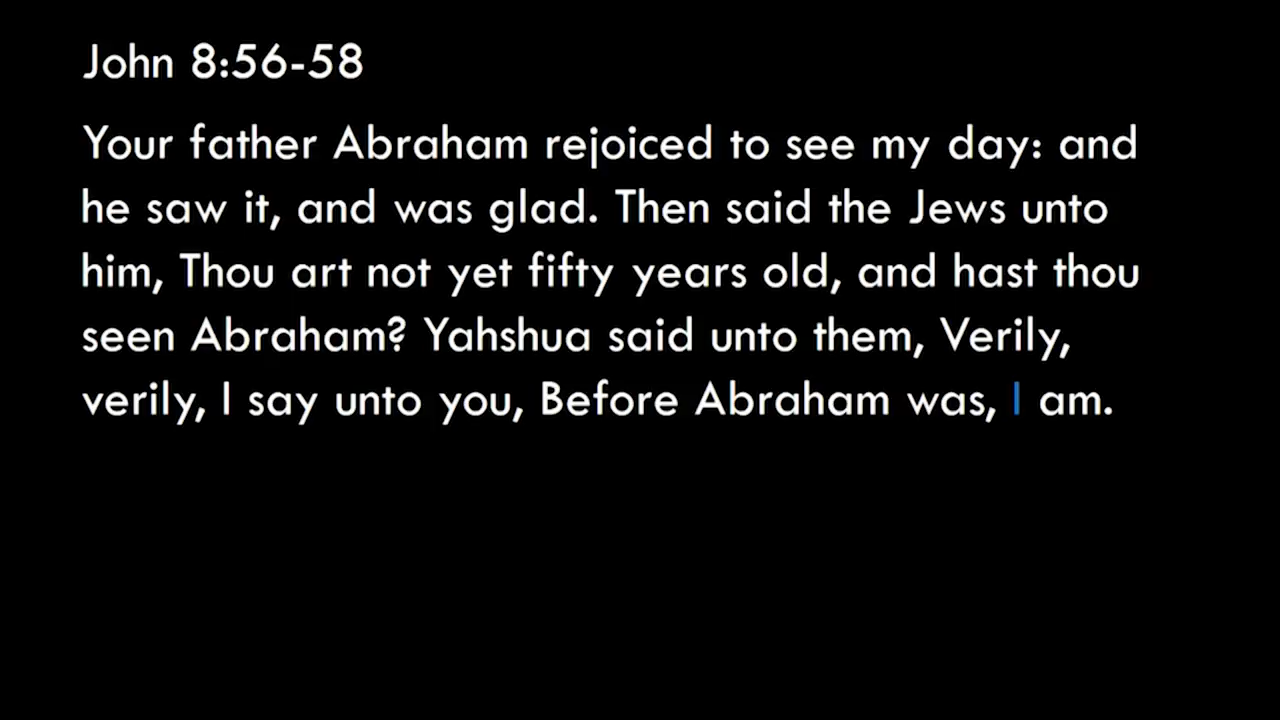 John 8:56-58
Your father Abraham rejoiced to see my day: and
he saw it, and was glad. Then said the Jews unto
him, Thou art not yet fifty years old, and hast thou
seen Abraham? Yahshua said unto them, Verily,
verily, I say unto you, Before Abraham was, I am.